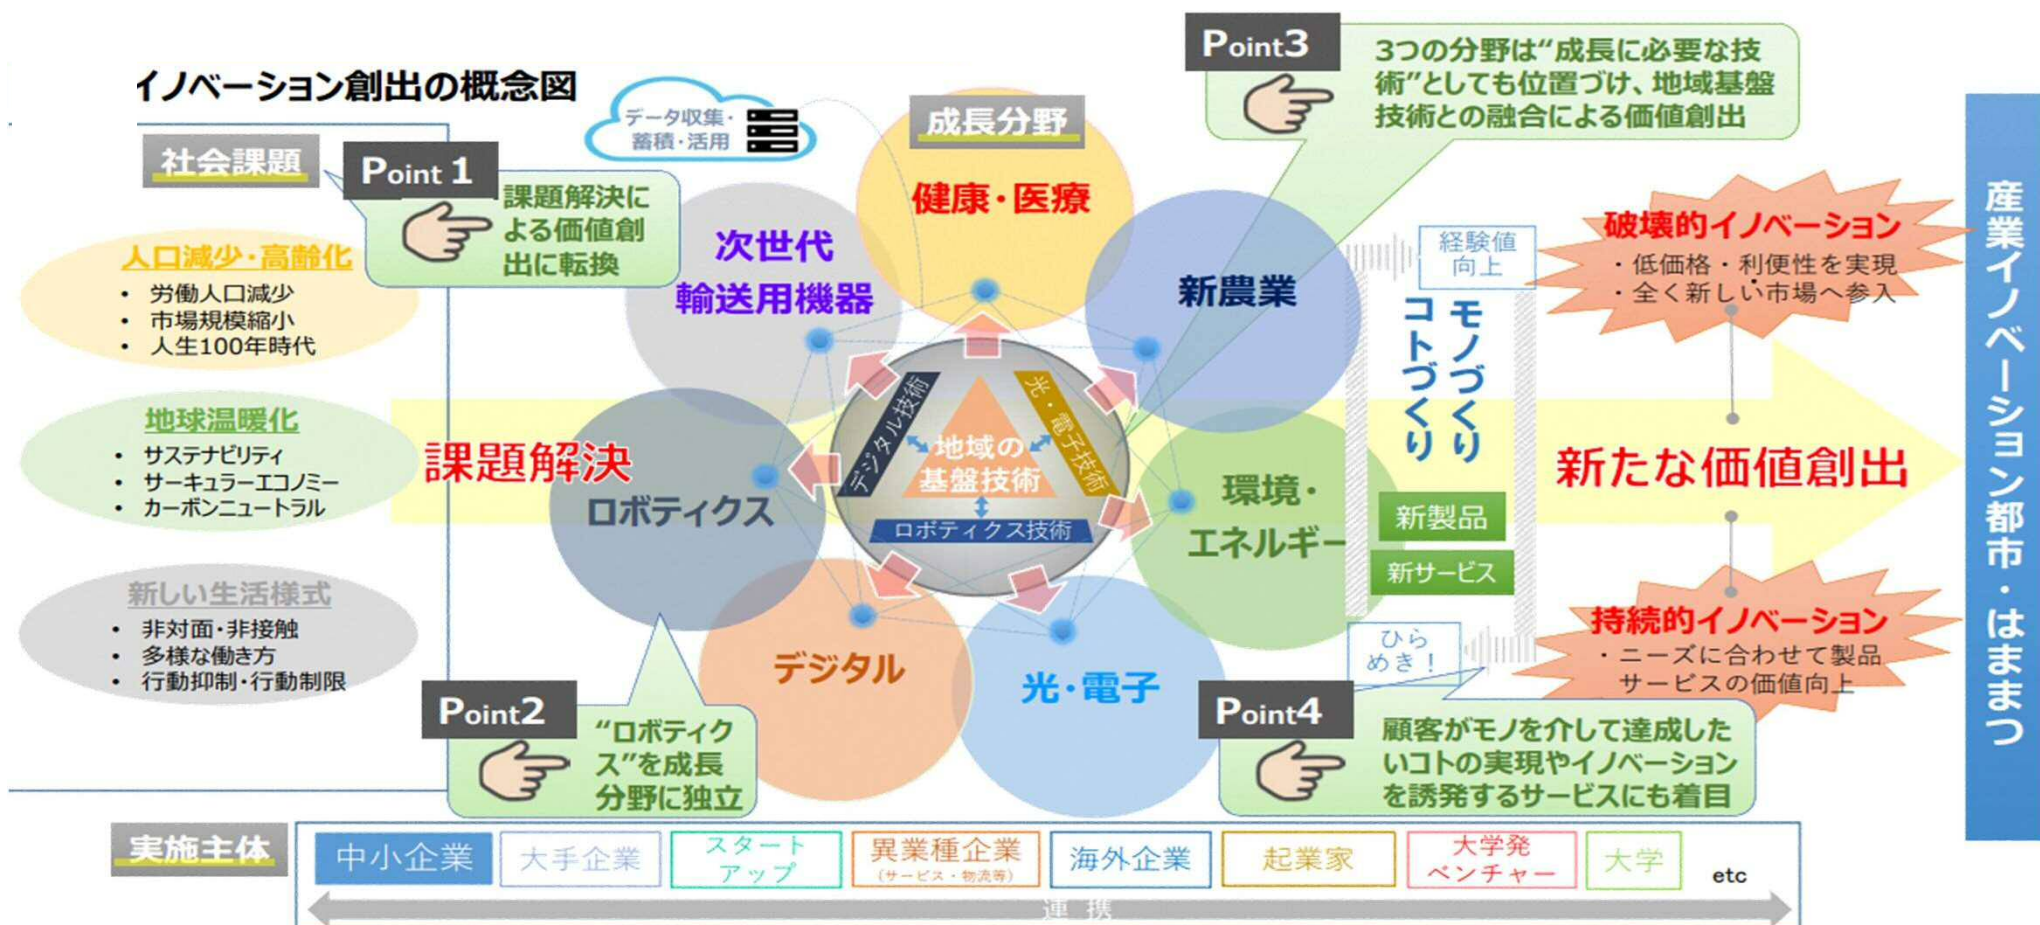 イノベーション創出の概念図
社会課題
Point 1
課題解決に
よる価値創
出に転換
人口減少・高齢化
• 労働人口減少
• 市場規模縮小
• 人生100年時代
地球温暖化
• サステナビリティ
• サーキュラーエコノミー
• カーボンニュートラル
新しい生活様式
• 非対面・非接触
• 多様な働き方
• 行動抑制・行動制限
課題解決
データ収集・
蓄積・活用
成長分野
健康・医療
次世代
輸送用機器
新農業
ロボティクス
環境・
エネルギー
デジタル
光・電子
デジタル技術
光・電子技術
地域の
基盤技術
ロボティクス技術
Point2
“ロボティク
ス”を成長
分野に独立
Point3
3つの分野は“成長に必要な技
術”としても位置づけ、地域基盤
技術との融合による価値創出
経験値
向上
モノづくり
コトづくり
新製品
新サービス
ひら
めき！
Point4
顧客がモノを介して達成した
いコトの実現やイノベーション
を誘発するサービスにも着目
破壊的イノベーション
・低価格・利便性を実現
・全く新しい市場へ参入
新たな価値創出
持続的イノベーション
・ニーズに合わせて製品
サービスの価値向上
産業イノベーション都市・はままつ
実施主体
中小企業
大手企業
スタート
アップ
異業種企業
（サービス・物流等）
海外企業
起業家
大学発
ベンチャー
大学
etc
連携